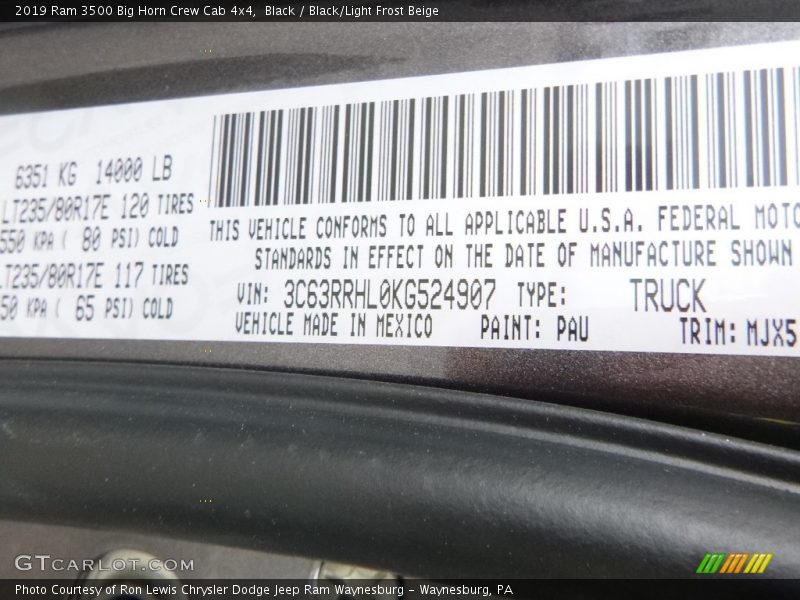 2019 Ram 3500 Big Horn Crew Cab 4x4,  Black / Black/Light Frost Beige
6351 KG 14000 LB
LT235/80R17E 120 TIRES
550 KPA ( 80 PSI) COLD
LT235/80R17E 117 TIRES
50 KPA ( 65 PSI) COLD
THIS VEHICLE CONFORMS TO ALL APPLICABLE U.S.A. FEDERAL MOTO
STANDARDS IN EFFECT ON THE DATE OF MANUFACTURE SHOWN
VIN: 3C63RRHL0KG524907 TYPE: TRUCK
VEHICLE MADE IN MEXICO PAINT: PAU TRIM: MJX5
GTCARLOT.COM
Photo Courtesy of Ron Lewis Chrysler Dodge Jeep Ram Waynesburg - Waynesburg, PA